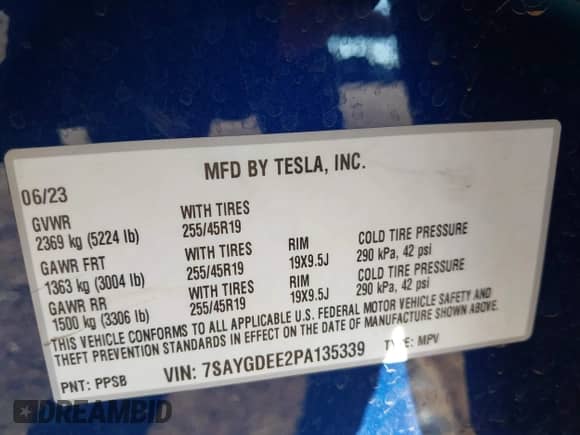 MFD BY TESLA, INC.
06/23
GVWR WITH TIRES
2369 kg (5224 lb) 255/45R19
GAWR FRT WITH TIRES RIM COLD TIRE PRESSURE
1363 kg (3004 lb) 255/45R19 19X9.5J 290 kPa, 42 psi
GAWR RR WITH TIRES RIM COLD TIRE PRESSURE
1500 kg (3306 lb) 255/45R19 19X9.5J 290 kPa, 42 psi
THIS VEHICLE CONFORMS TO ALL APPLICABLE U.S. FEDERAL MOTOR VEHICLE SAFETY AND
THEFT PREVENTION STANDARDS IN EFFECT ON THE DATE OF MANUFACTURE SHOWN ABOVE.
PNT: PPSB VIN: 7SAYGDEE2PA135339 TYPE: MPV
DREAMBID